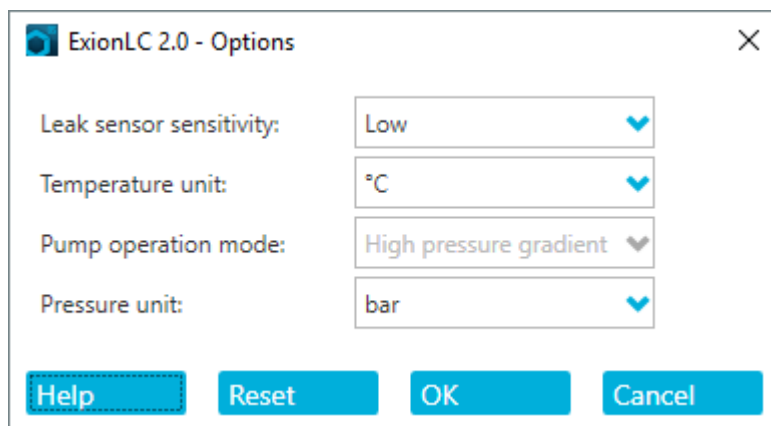 ExionLC 2.0 - Options
Leak sensor sensitivity: Low
Temperature unit: °C
Pump operation mode: High pressure gradient
Pressure unit: bar
Help Reset OK Cancel